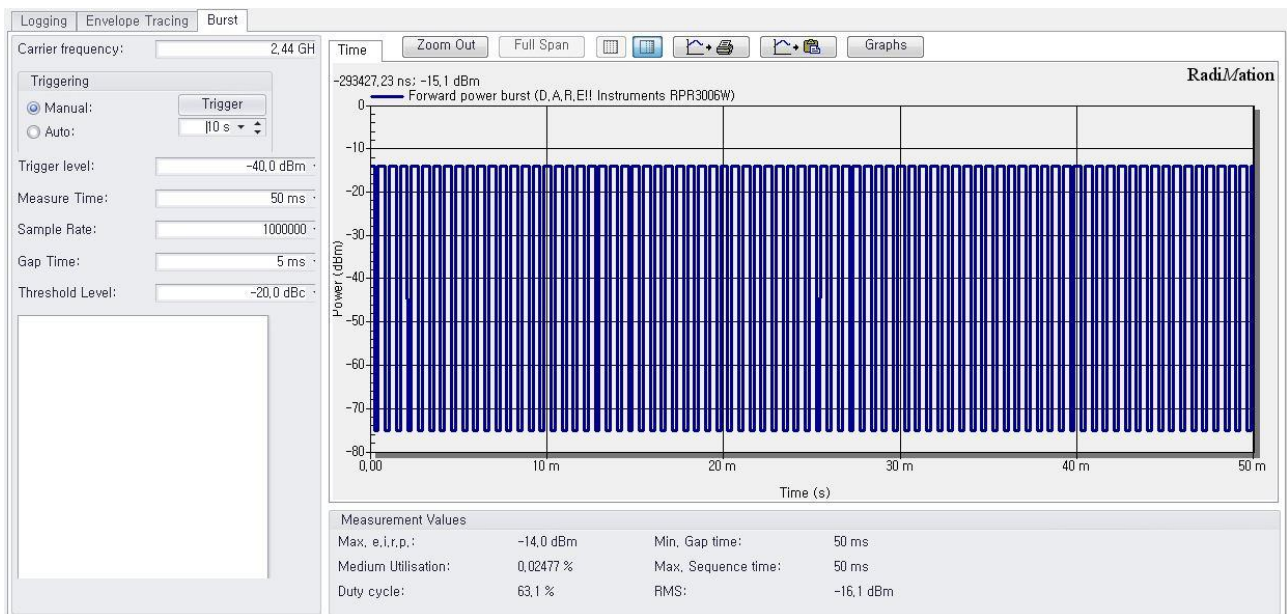 Logging Envelope Tracing Burst
Carrier frequency: 2,44 GH
Triggering
Manual: Trigger
Auto: 10 s
Trigger level: -40,0 dBm
Measure Time: 50 ms
Sample Rate: 1000000
Gap Time: 5 ms
Threshold Level: -20,0 dBc
Time Zoom Out Full Span Graphs
-293427,23 ns; -15,1 dBm
RadiMation
Forward power burst (D,A,R,E!! Instruments RPR3006W)
0
-10
-20
-30
-40
-50
-60
-70
-80
Power (dBm)
0,00 10 m 20 m 30 m 40 m 50 m
Time (s)
Measurement Values
Max, e,i,r,p,: -14,0 dBm Min, Gap time: 50 ms
Medium Utilisation: 0,02477 % Max, Sequence time: 50 ms
Duty cycle: 63,1 % RMS: -16,1 dBm